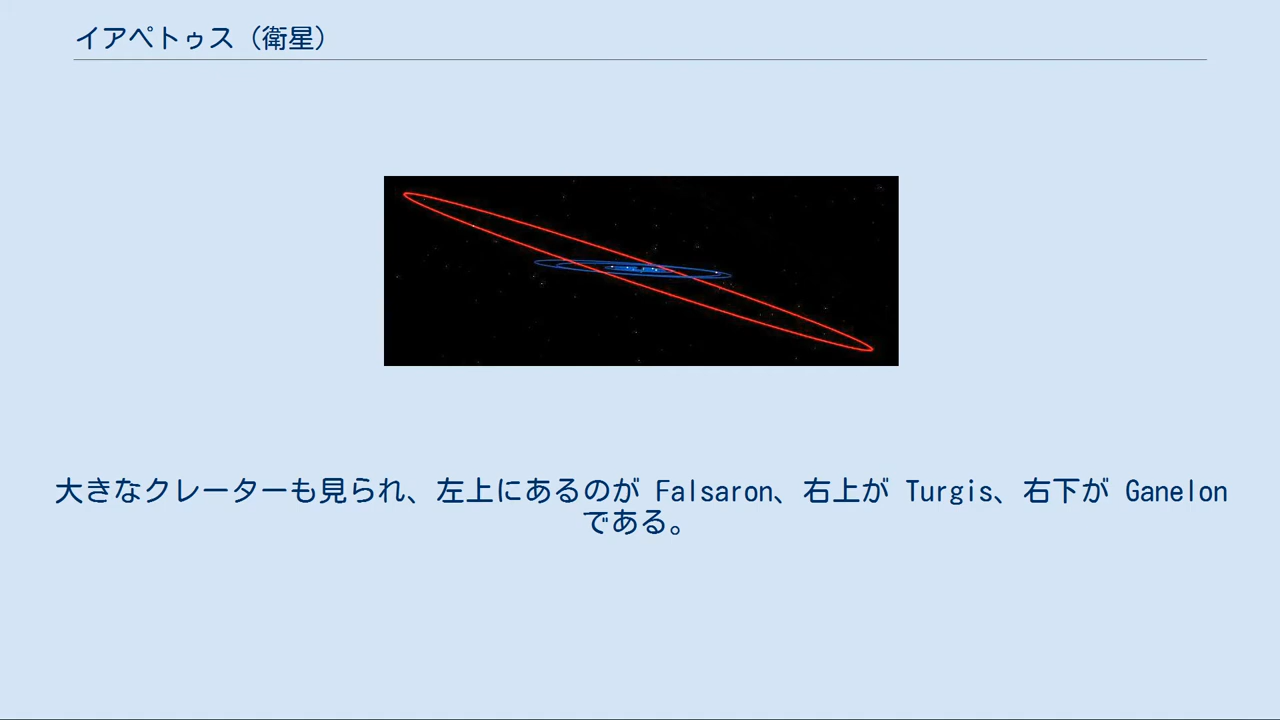 イアペトゥス（衛星）
大きなクレーターも見られ、左上にあるのが Falsaron、右上が Turgis、右下が Ganelon
である。